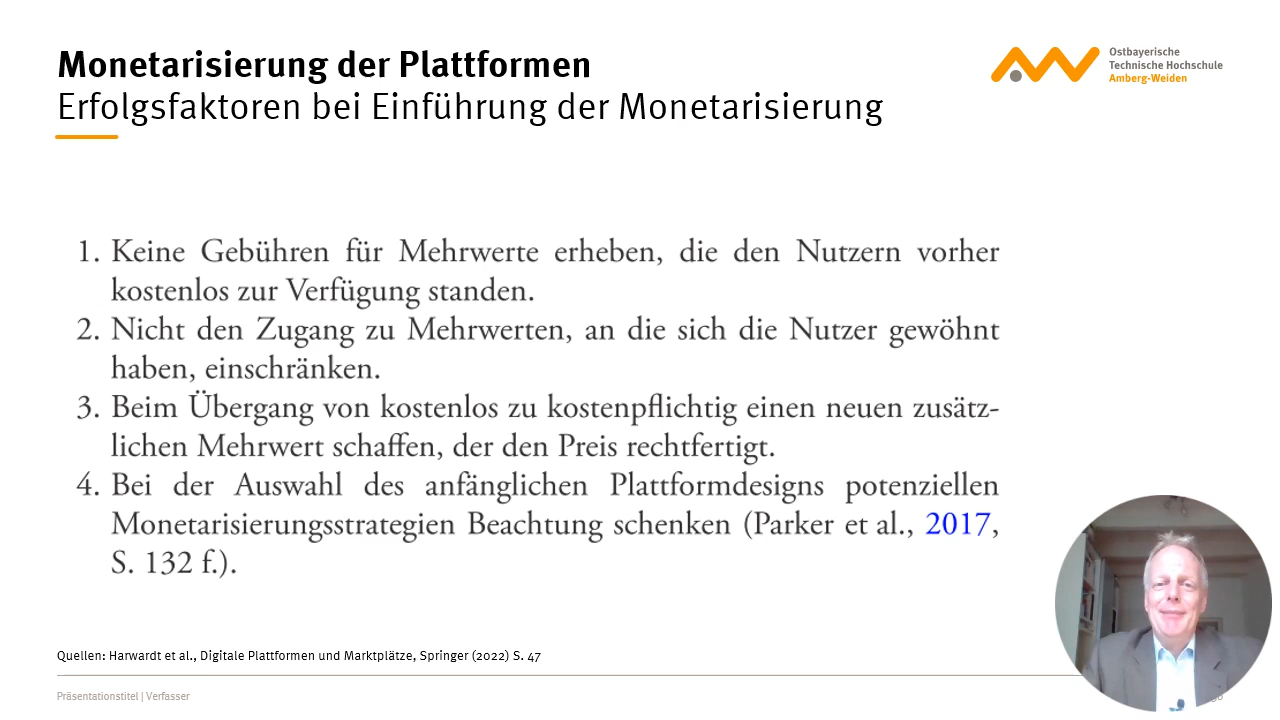 Monetarisierung der Plattformen
Erfolgsfaktoren bei Einführung der Monetarisierung
Ostbayerische
Technische Hochschule
Amberg-Weiden
1. Keine Gebühren für Mehrwerte erheben, die den Nutzern vorher
kostenlos zur Verfügung standen.
2. Nicht den Zugang zu Mehrwerten, an die sich die Nutzer gewöhnt
haben, einschränken.
3. Beim Übergang von kostenlos zu kostenpflichtig einen neuen zusätz-
lichen Mehrwert schaffen, der den Preis rechtfertigt.
4. Bei der Auswahl des anfänglichen Plattformdesigns potenziellen
Monetarisierungsstrategien Beachtung schenken (Parker et al., 2017,
S. 132 f.).
Quellen: Harwardt et al., Digitale Plattformen und Marktplätze, Springer (2022) S. 47
Präsentationstitel | Verfasser